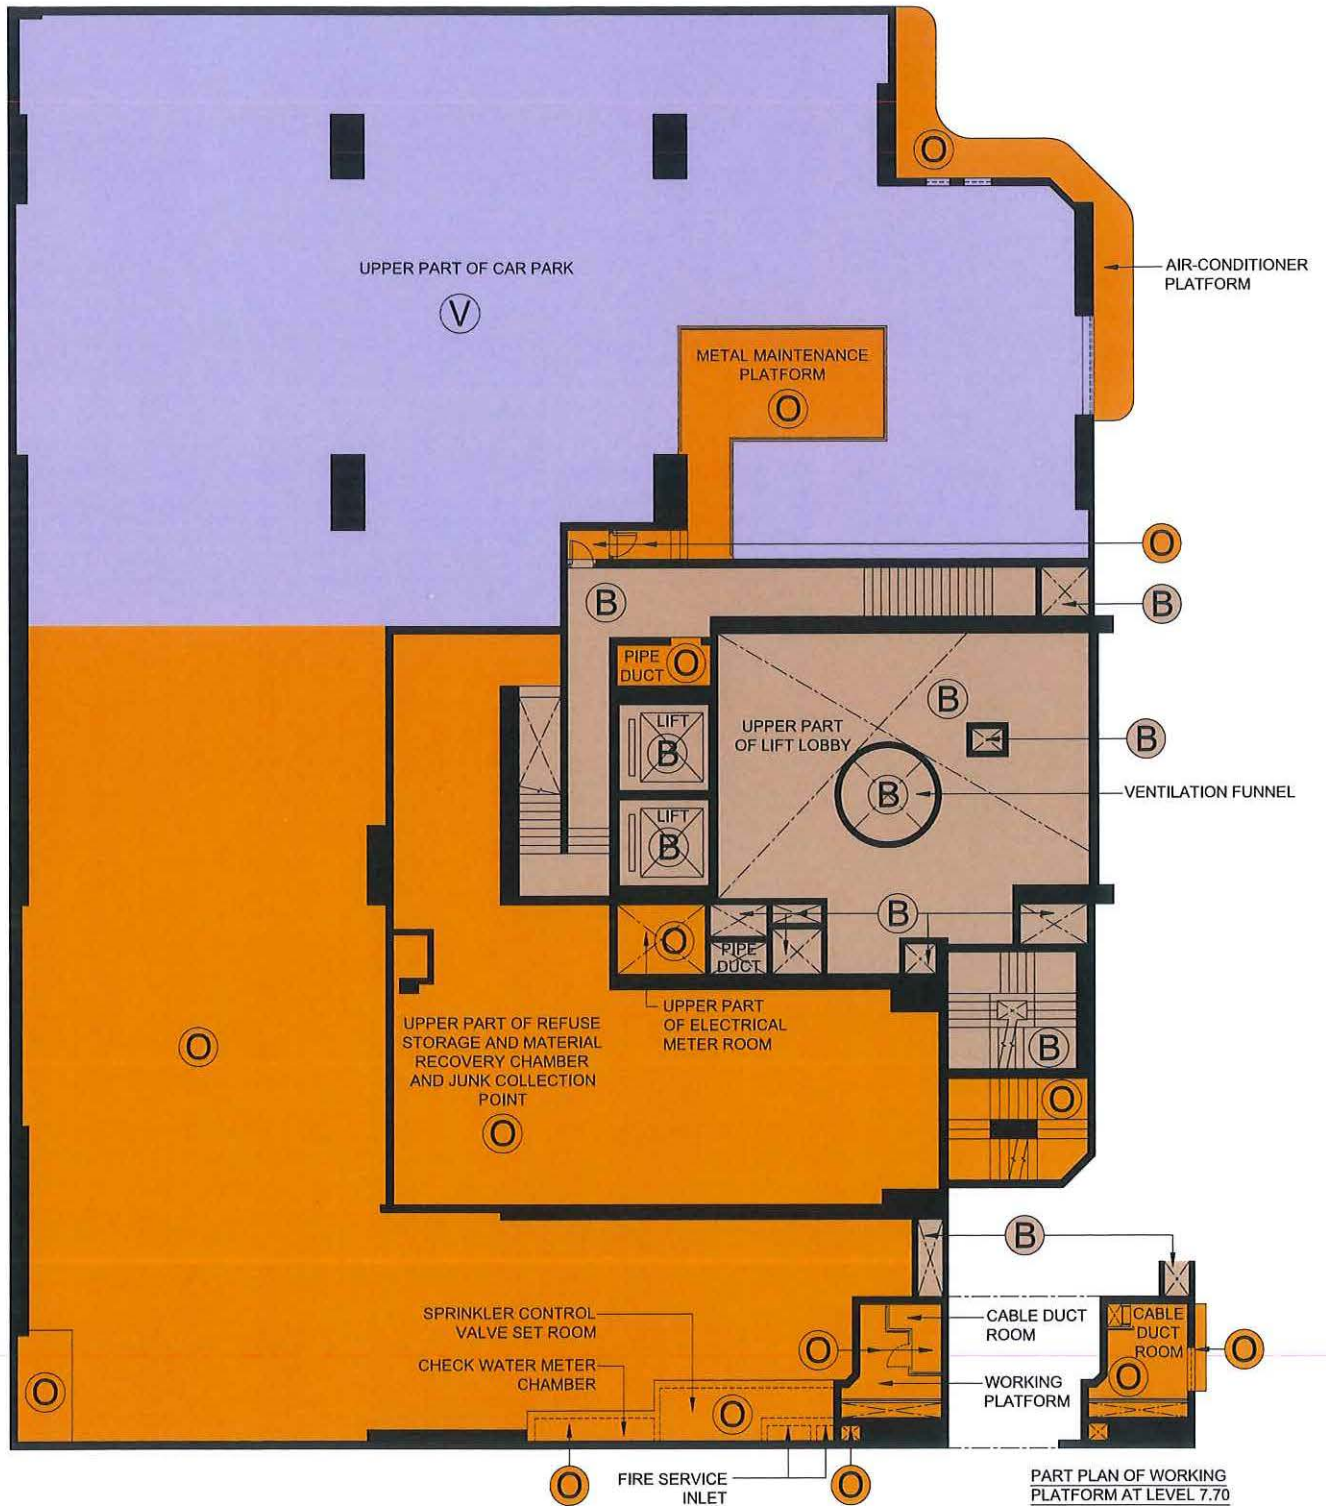 O
UPPER PART OF CAR PARK
V
AIR-CONDITIONER
PLATFORM
METAL MAINTENANCE
PLATFORM
O
O
B
B
PIPE
DUCT
O
B
LIFT
B
UPPER PART
OF LIFT LOBBY
B
B
VENTILATION FUNNEL
LIFT
B
B
O
PIPE
DUCT
UPPER PART
OF ELECTRICAL
METER ROOM
O
UPPER PART OF REFUSE
STORAGE AND MATERIAL
RECOVERY CHAMBER
AND JUNK COLLECTION
POINT
O
B
O
B
SPRINKLER CONTROL
VALVE SET ROOM
CABLE DUCT
ROOM
CABLE
DUCT
ROOM
O
O
CHECK WATER METER
CHAMBER
WORKING
PLATFORM
O
O
O
O
FIRE SERVICE
INLET
O
PART PLAN OF WORKING
PLATFORM AT LEVEL 7.70